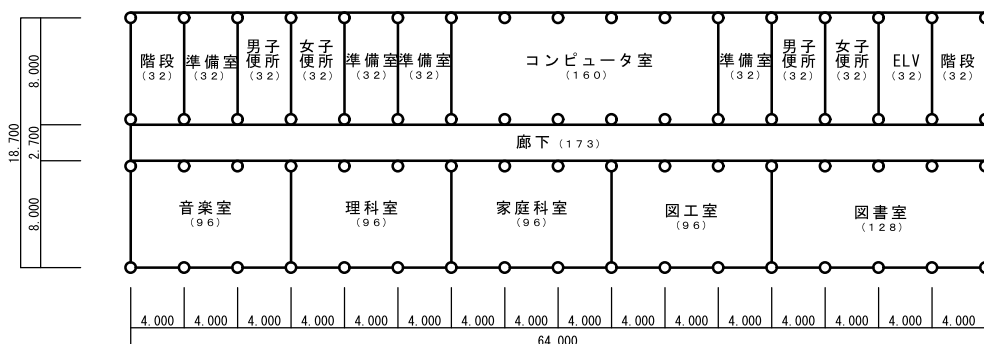 階段
(32)
準備室
(32)
男子
便所
(32)
女子
便所
(32)
準備室
(32)
準備室
(32)
コンピュータ室
(160)
準備室
(32)
男子
便所
(32)
女子
便所
(32)
ELV
(32)
階段
(32)
廊下(173)
音楽室
(96)
理科室
(96)
家庭科室
(96)
図工室
(96)
図書室
(128)
18.700
8.000
2.700
8.000
4.000 4.000 4.000 4.000 4.000 4.000 4.000 4.000 4.000 4.000 4.000 4.000 4.000 4.000 4.000 4.000
64.000